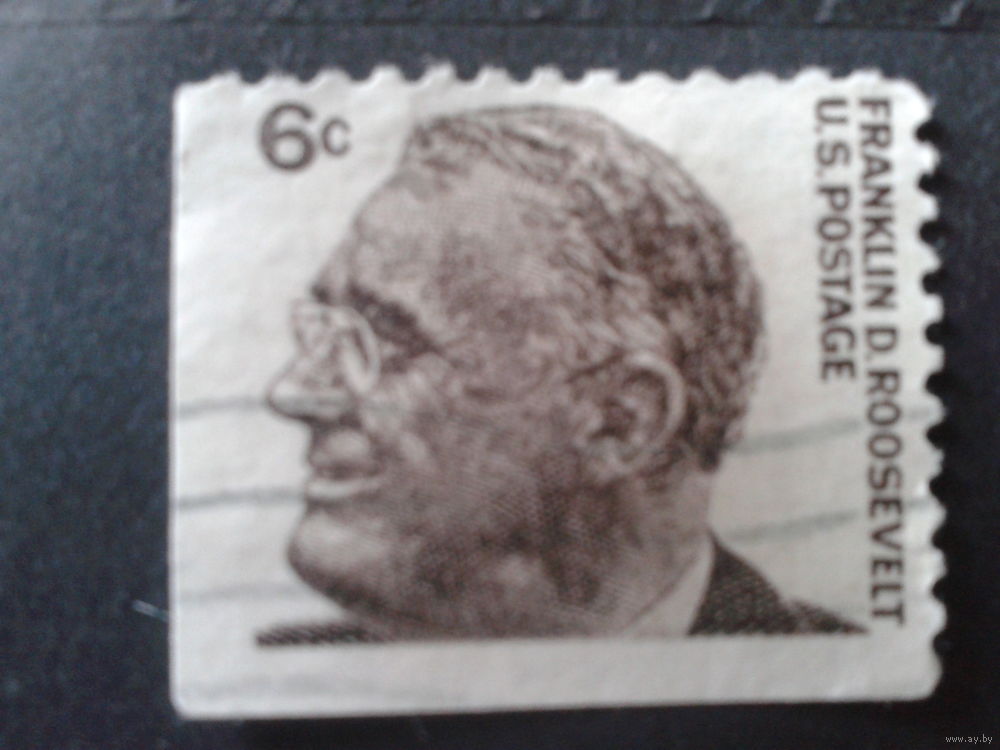 6c
FRANKLIN D. ROOSEVELT
U.S. POSTAGE
www.ay.by